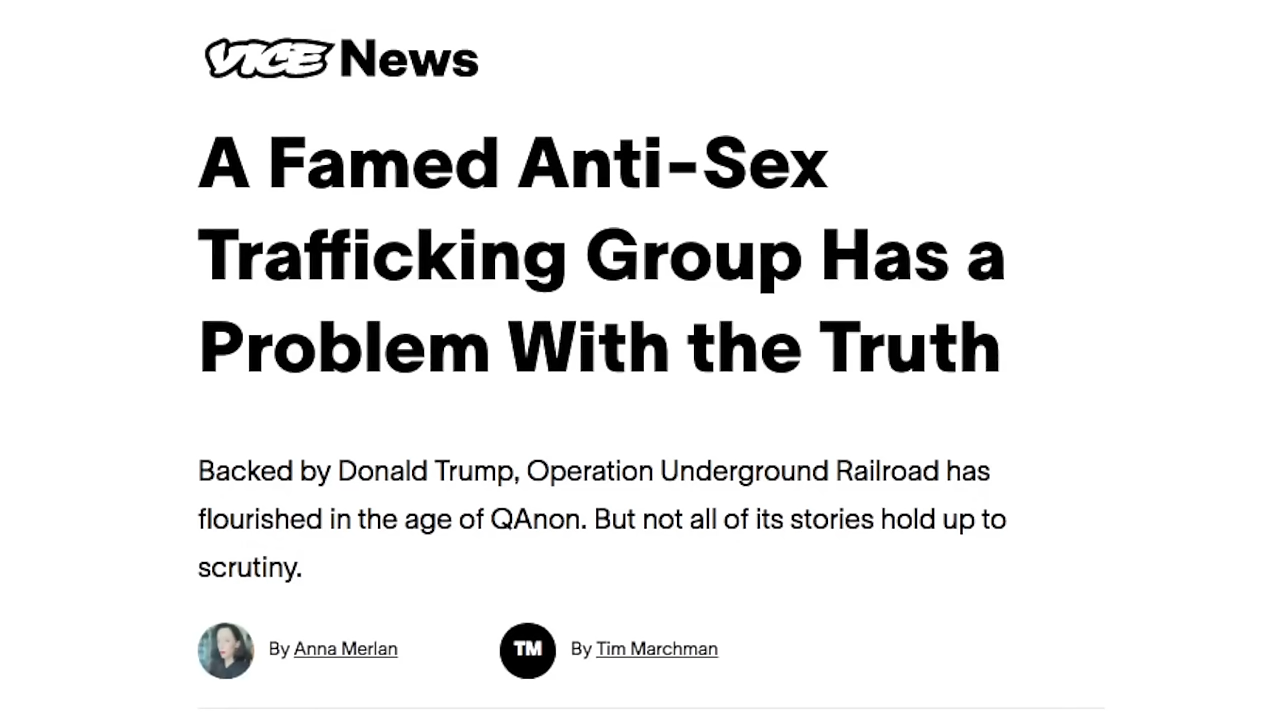 VICE News
A Famed Anti-Sex
Trafficking Group Has a
Problem With the Truth
Backed by Donald Trump, Operation Underground Railroad has
flourished in the age of QAnon. But not all of its stories hold up to
scrutiny.
By Anna Merlan
TM By Tim Marchman